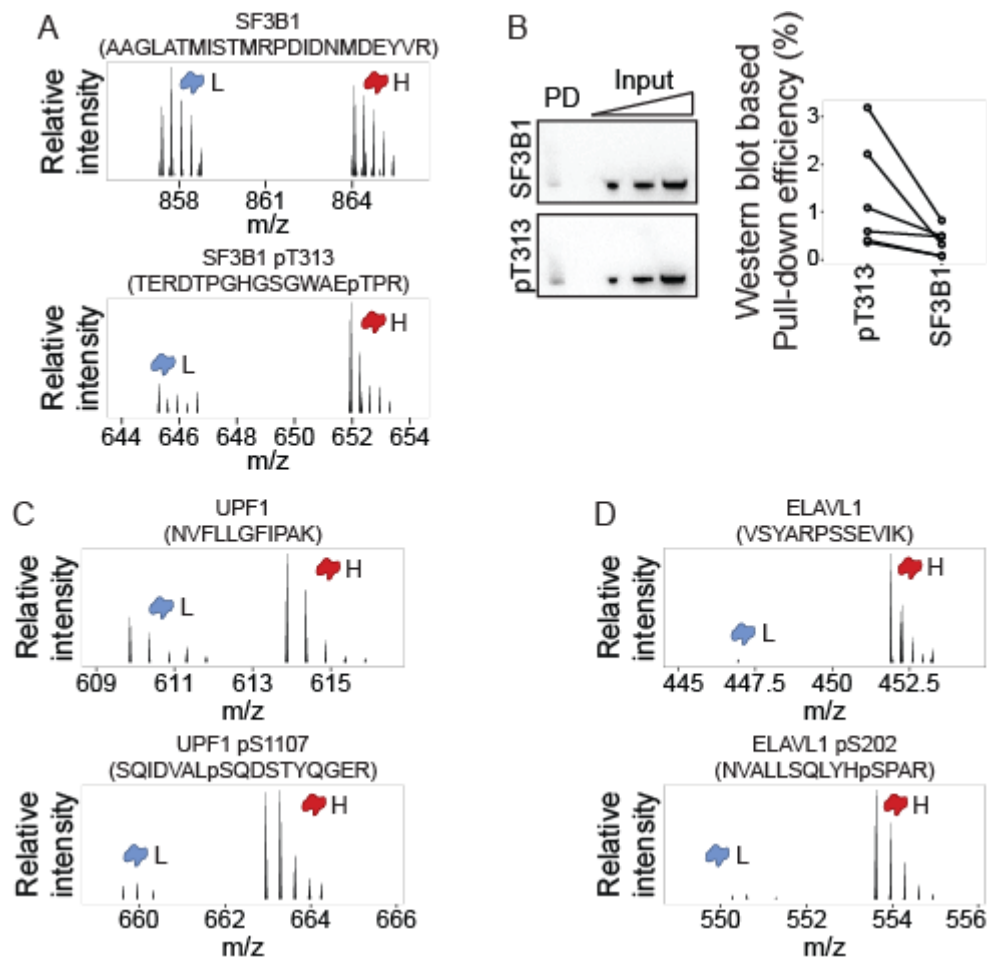 A
SF3B1
(AAGLATMISTMRPDIDNMDEYVR)
Relative
intensity
L
H
858 861 864
m/z
SF3B1 pT313
(TERDTPGHGSGWAEpTPR)
Relative
intensity
L
H
644 646 648 650 652 654
m/z
B
PD
Input
SF3B1
pT313
Western blot based
Pull-down efficiency (%)
3
2
1
0
pT313
SF3B1
C
UPF1
(NVFLLGFIPAK)
Relative
intensity
L
H
609 611 613 615
m/z
UPF1 pS1107
(SQIDVALpSQDSTYQGER)
Relative
intensity
L
H
660 662 664 666
m/z
D
ELAVL1
(VSYARPSSEVIK)
Relative
intensity
L
H
445 447.5 450 452.5
m/z
ELAVL1 pS202
(NVALLSQLYHpSPAR)
Relative
intensity
L
H
550 552 554 556
m/z